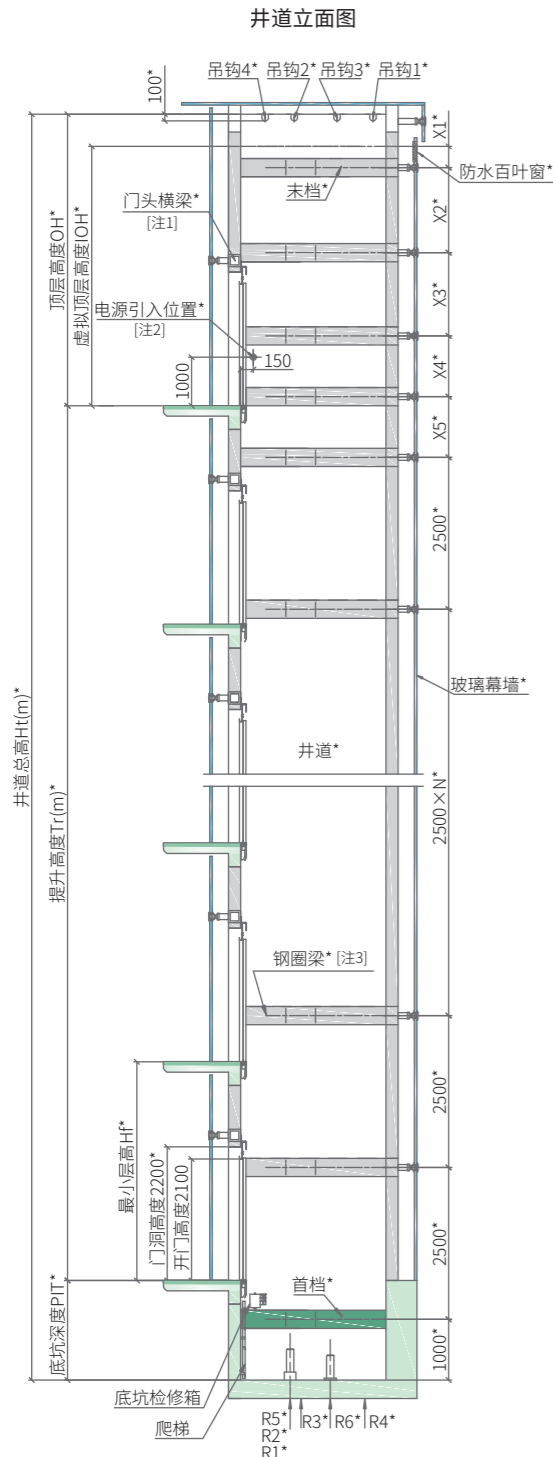 井道立面图
吊钩4* 吊钩2* 吊钩3* 吊钩1*
100*
X1*
防水百叶窗*
末档*
门头横梁*
[注1]
X2*
顶层高度OH*
虚拟顶层高度IOH*
X3*
电源引入位置*
[注2]
150
1000
X4*
X5*
2500*
玻璃幕墙*
井道*
井道总高Ht(m)*
提升高度Tr(m)*
2500×N*
钢圈梁* [注3]
2500*
最小层高Hf*
门洞高度2200*
开门高度2100
2500*
首档*
底坑深度PIT*
1000*
底坑检修箱
爬梯
R5* R3* R6* R4*
R2*
R1*